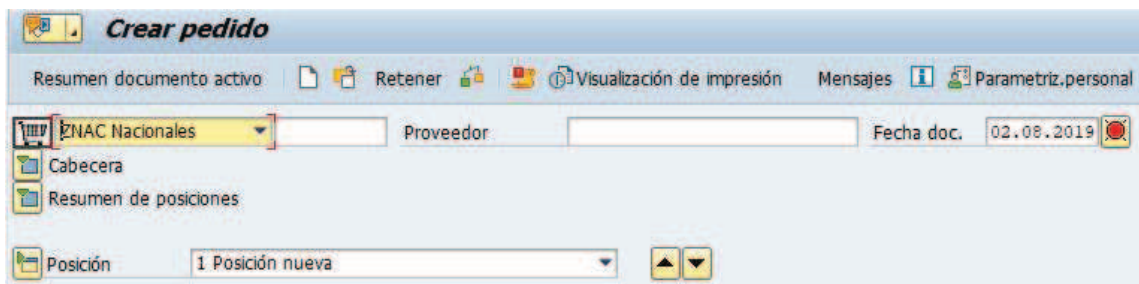 Crear pedido
Resumen documento activo Retener Visualización de impresión Mensajes Parametriz.personal
ZNAC Nacionales Proveedor Fecha doc. 02.08.2019
Cabecera
Resumen de posiciones
Posición 1 Posición nueva